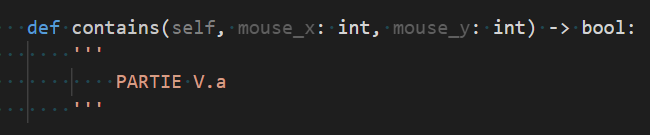 def contains(self, mouse_x: int, mouse_y: int) -> bool:
'''
PARTIE V.a
'''